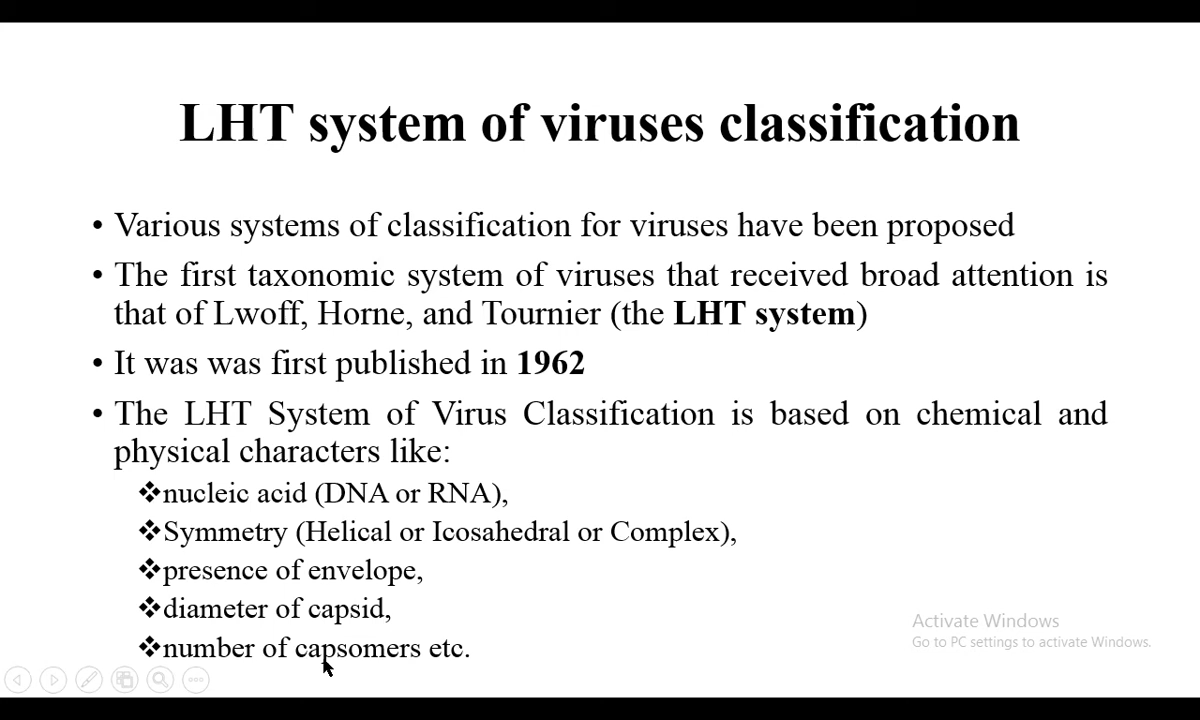 LHT system of viruses classification
• Various systems of classification for viruses have been proposed
• The first taxonomic system of viruses that received broad attention is
that of Lwoff, Horne, and Tournier (the LHT system)
• It was was first published in 1962
• The LHT System of Virus Classification is based on chemical and
physical characters like:
❖nucleic acid (DNA or RNA),
❖Symmetry (Helical or Icosahedral or Complex),
❖presence of envelope,
❖diameter of capsid,
❖number of capsomers etc.
Activate Windows
Go to PC settings to activate Windows.